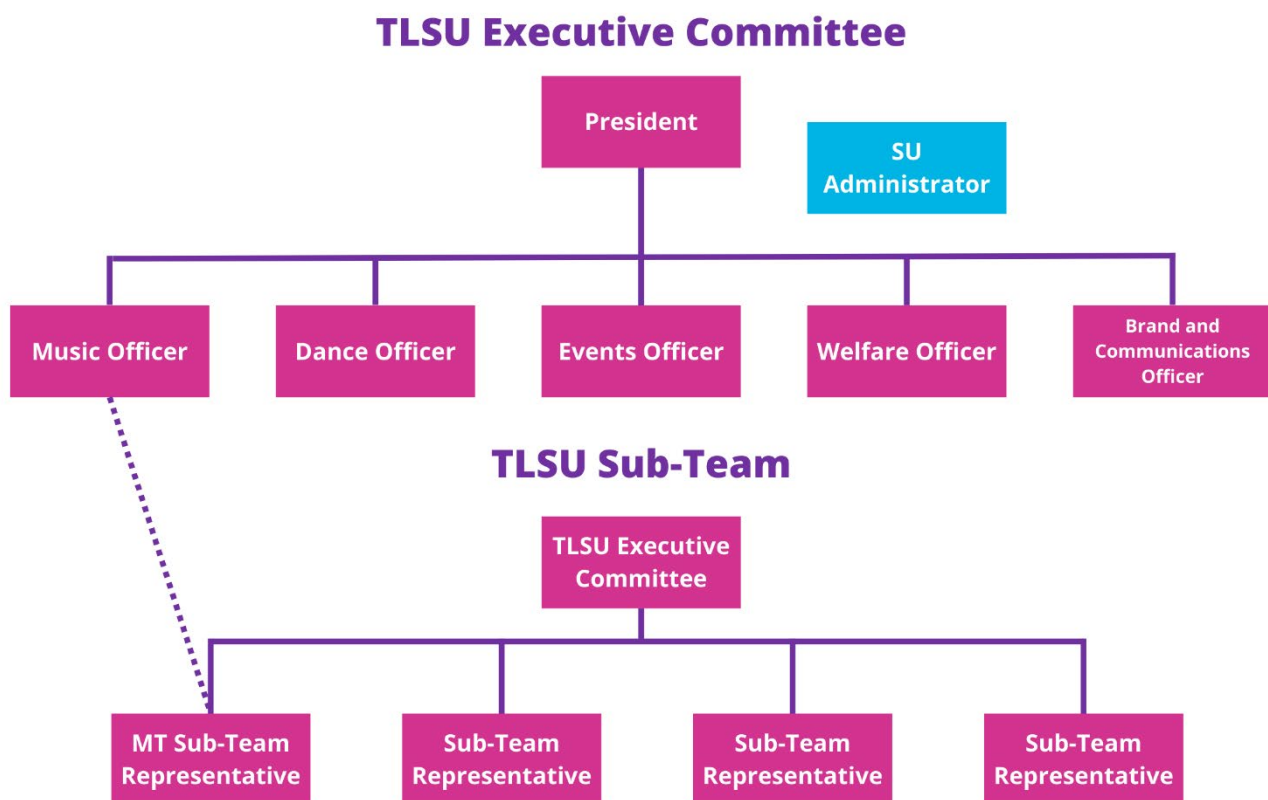 TLSU Executive Committee
President
SU
Administrator
Music Officer
Dance Officer
Events Officer
Welfare Officer
Brand and
Communications
Officer
TLSU Sub-Team
TLSU Executive
Committee
MT Sub-Team
Representative
Sub-Team
Representative
Sub-Team
Representative
Sub-Team
Representative